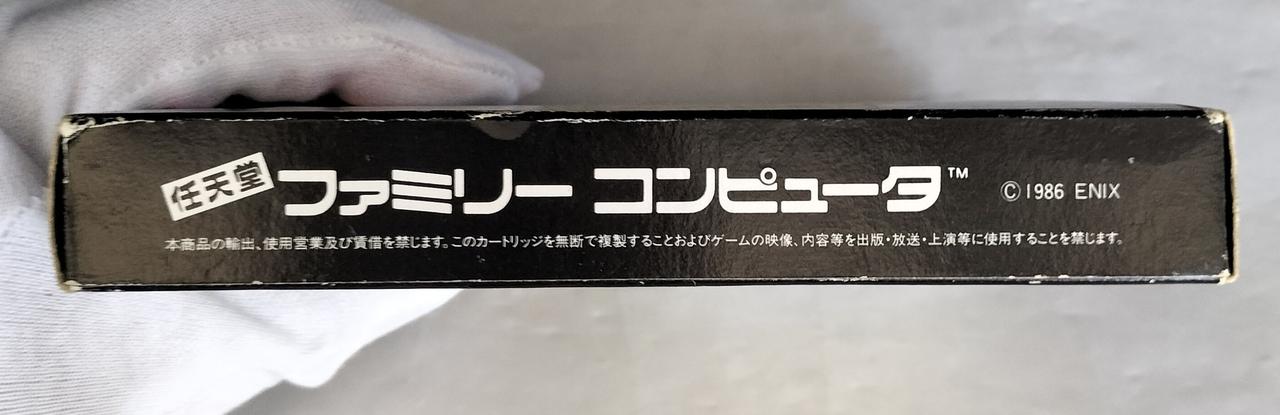 任天堂 ファミリー コンピュータ™ ©1986 ENIX
本商品の輸出、使用営業及び賃借を禁じます。このカートリッジを無断で複製することおよびゲームの映像、内容等を出版・放送・上演等に使用することを禁じます。